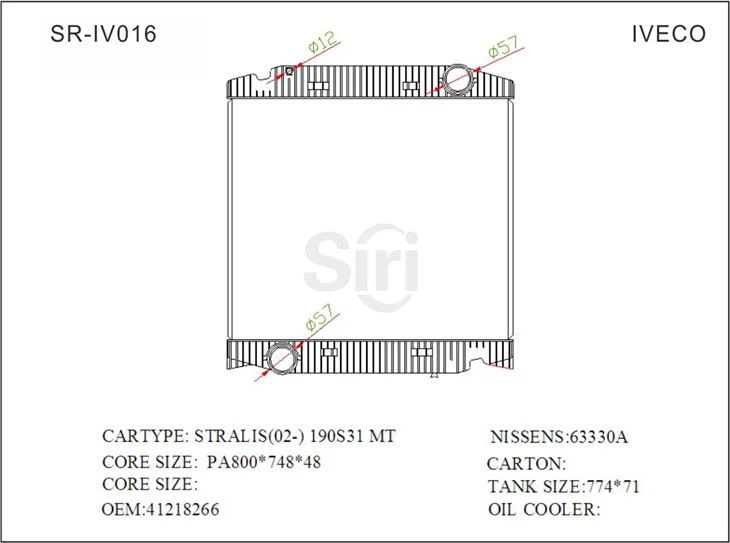 SR-IV016
IVECO
Ø12
Ø57
Siri
Ø57
CARTYPE: STRALIS(02-) 190S31 MT
NISSENS:63330A
CORE SIZE: PA800*748*48
CARTON:
CORE SIZE:
TANK SIZE:774*71
OEM:41218266
OIL COOLER: